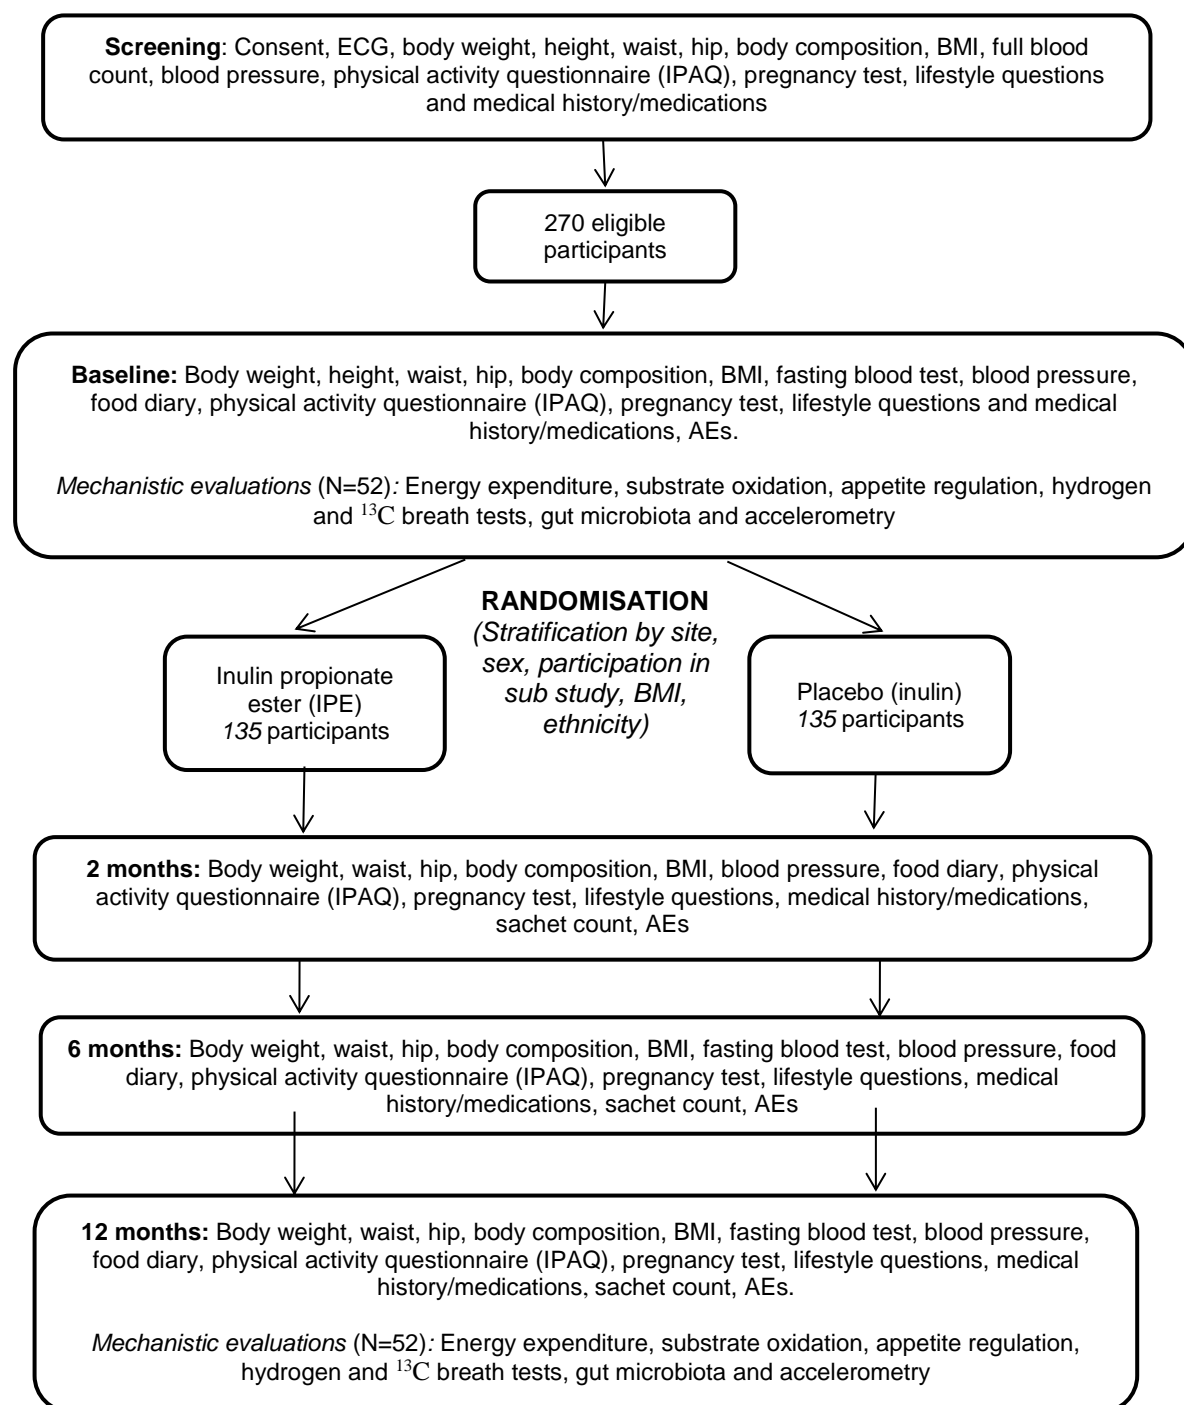 Screening: Consent, ECG, body weight, height, waist, hip, body composition, BMI, full blood
count, blood pressure, physical activity questionnaire (IPAQ), pregnancy test, lifestyle questions
and medical history/medications
270 eligible
participants
Baseline: Body weight, height, waist, hip, body composition, BMI, fasting blood test, blood pressure,
food diary, physical activity questionnaire (IPAQ), pregnancy test, lifestyle questions and medical
history/medications, AEs.
Mechanistic evaluations (N=52): Energy expenditure, substrate oxidation, appetite regulation, hydrogen
and ¹³C breath tests, gut microbiota and accelerometry
RANDOMISATION
(Stratification by site,
sex, participation in
sub study, BMI,
ethnicity)
Inulin propionate
ester (IPE)
135 participants
Placebo (inulin)
135 participants
2 months: Body weight, waist, hip, body composition, BMI, blood pressure, food diary, physical
activity questionnaire (IPAQ), pregnancy test, lifestyle questions, medical history/medications,
sachet count, AEs
6 months: Body weight, waist, hip, body composition, BMI, fasting blood test, blood pressure, food
diary, physical activity questionnaire (IPAQ), pregnancy test, lifestyle questions, medical
history/medications, sachet count, AEs
12 months: Body weight, waist, hip, body composition, BMI, fasting blood test, blood pressure,
food diary, physical activity questionnaire (IPAQ), pregnancy test, lifestyle questions, medical
history/medications, sachet count, AEs.
Mechanistic evaluations (N=52): Energy expenditure, substrate oxidation, appetite regulation,
hydrogen and ¹³C breath tests, gut microbiota and accelerometry